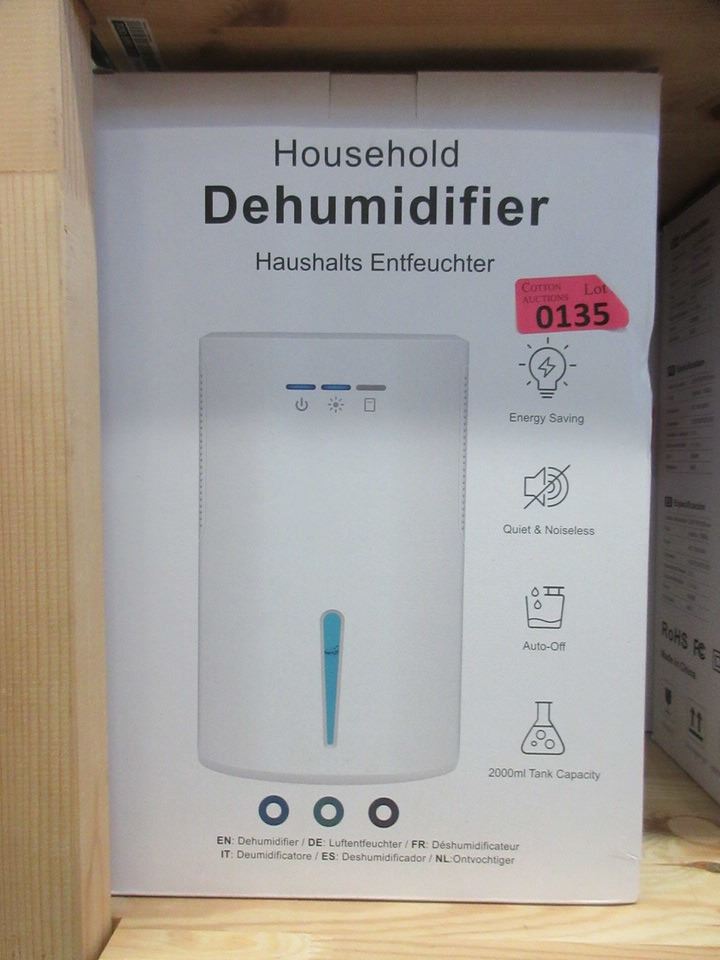 Household
Dehumidifier
Haushalts Entfeuchter
COTTON
AUCTIONS
Lot
0135
Energy Saving
Quiet & Noiseless
Auto-Off
2000ml Tank Capacity
EN: Dehumidifier / DE: Luftentfeuchter / FR: Déshumidificateur
IT: Deumidificatore / ES: Deshumidificador / NL:Ontvochtiger
RoHS FC
Made in China